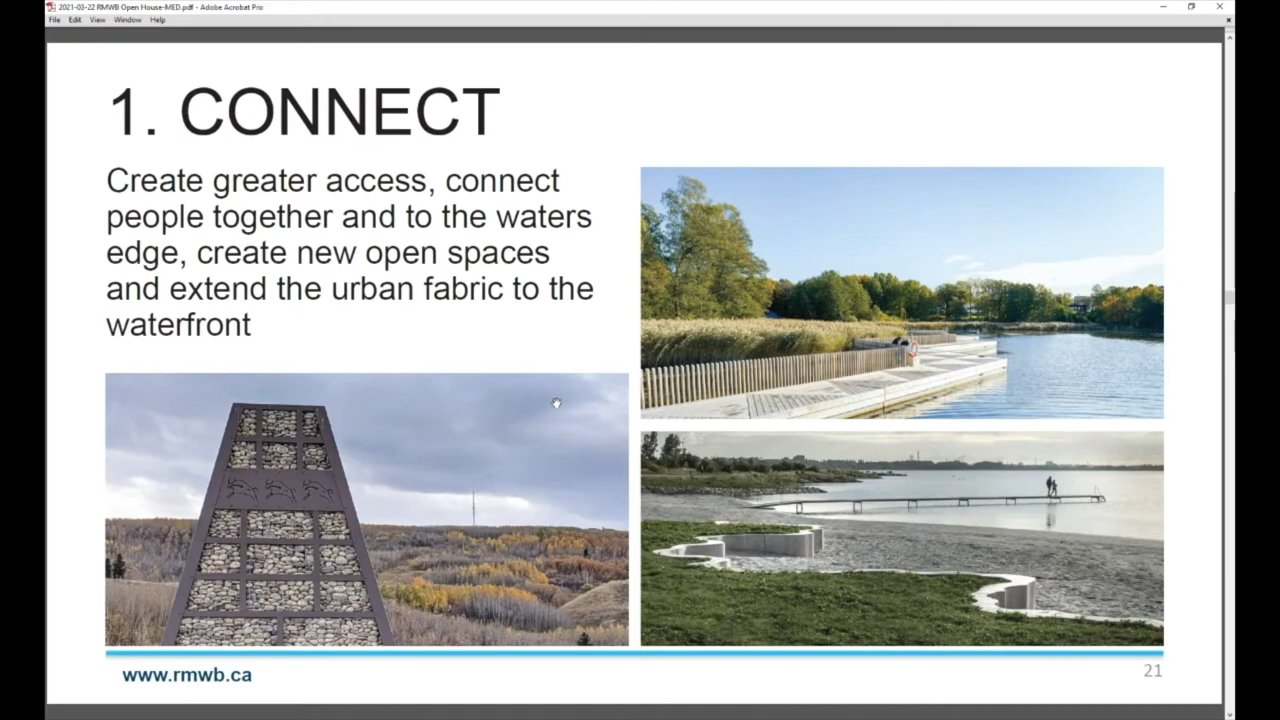 2021-03-22 RMWB Open House-MED.pdf - Adobe Acrobat Pro
File Edit View Window Help
1. CONNECT
Create greater access, connect
people together and to the waters
edge, create new open spaces
and extend the urban fabric to the
waterfront
www.rmwb.ca
21